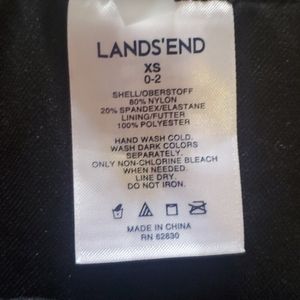 LANDS'END
XS
0-2
SHELL/OBERSTOFF
80% NYLON
20% SPANDEX/ELASTANE
LINING/FUTTER
100% POLYESTER
HAND WASH COLD.
WASH DARK COLORS
SEPARATELY.
ONLY NON-CHLORINE BLEACH
WHEN NEEDED.
LINE DRY.
DO NOT IRON.
MADE IN CHINA
RN 62830